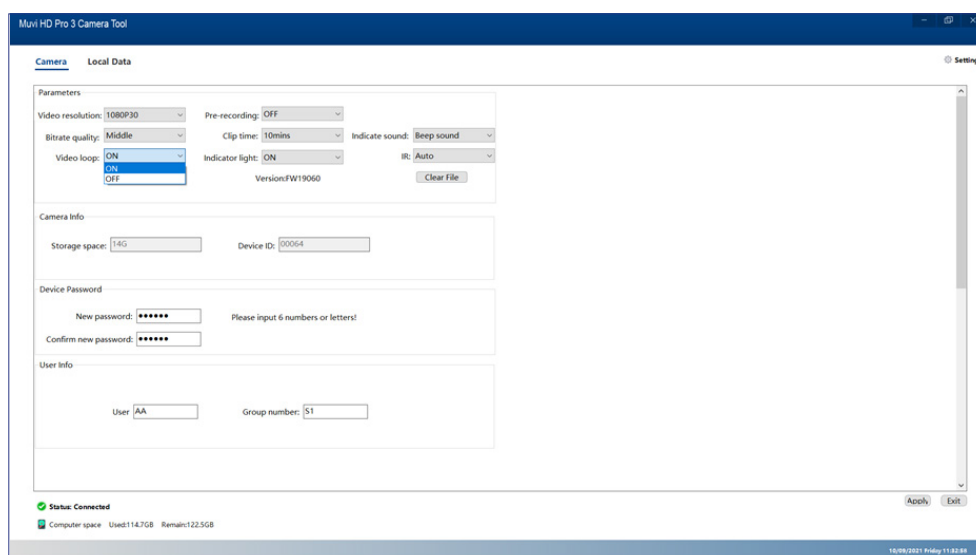 Muvi HD Pro 3 Camera Tool
Camera Local Data
Setting
Parameters
Video resolution: 1080P30 Pre-recording: OFF
Bitrate quality: Middle Clip time: 10mins Indicate sound: Beep sound
Video loop: ON Indicator light: ON IR: Auto
ON
OFF Version:FW19060 Clear File
Camera Info
Storage space: 14G Device ID: 00064
Device Password
New password: •••••• Please input 6 numbers or letters!
Confirm new password: ••••••
User Info
User AA Group number: S1
Apply Exit
Status: Connected
Computer space Used:114.7GB Remain:122.5GB
10/09/2021 Friday 11:52:50